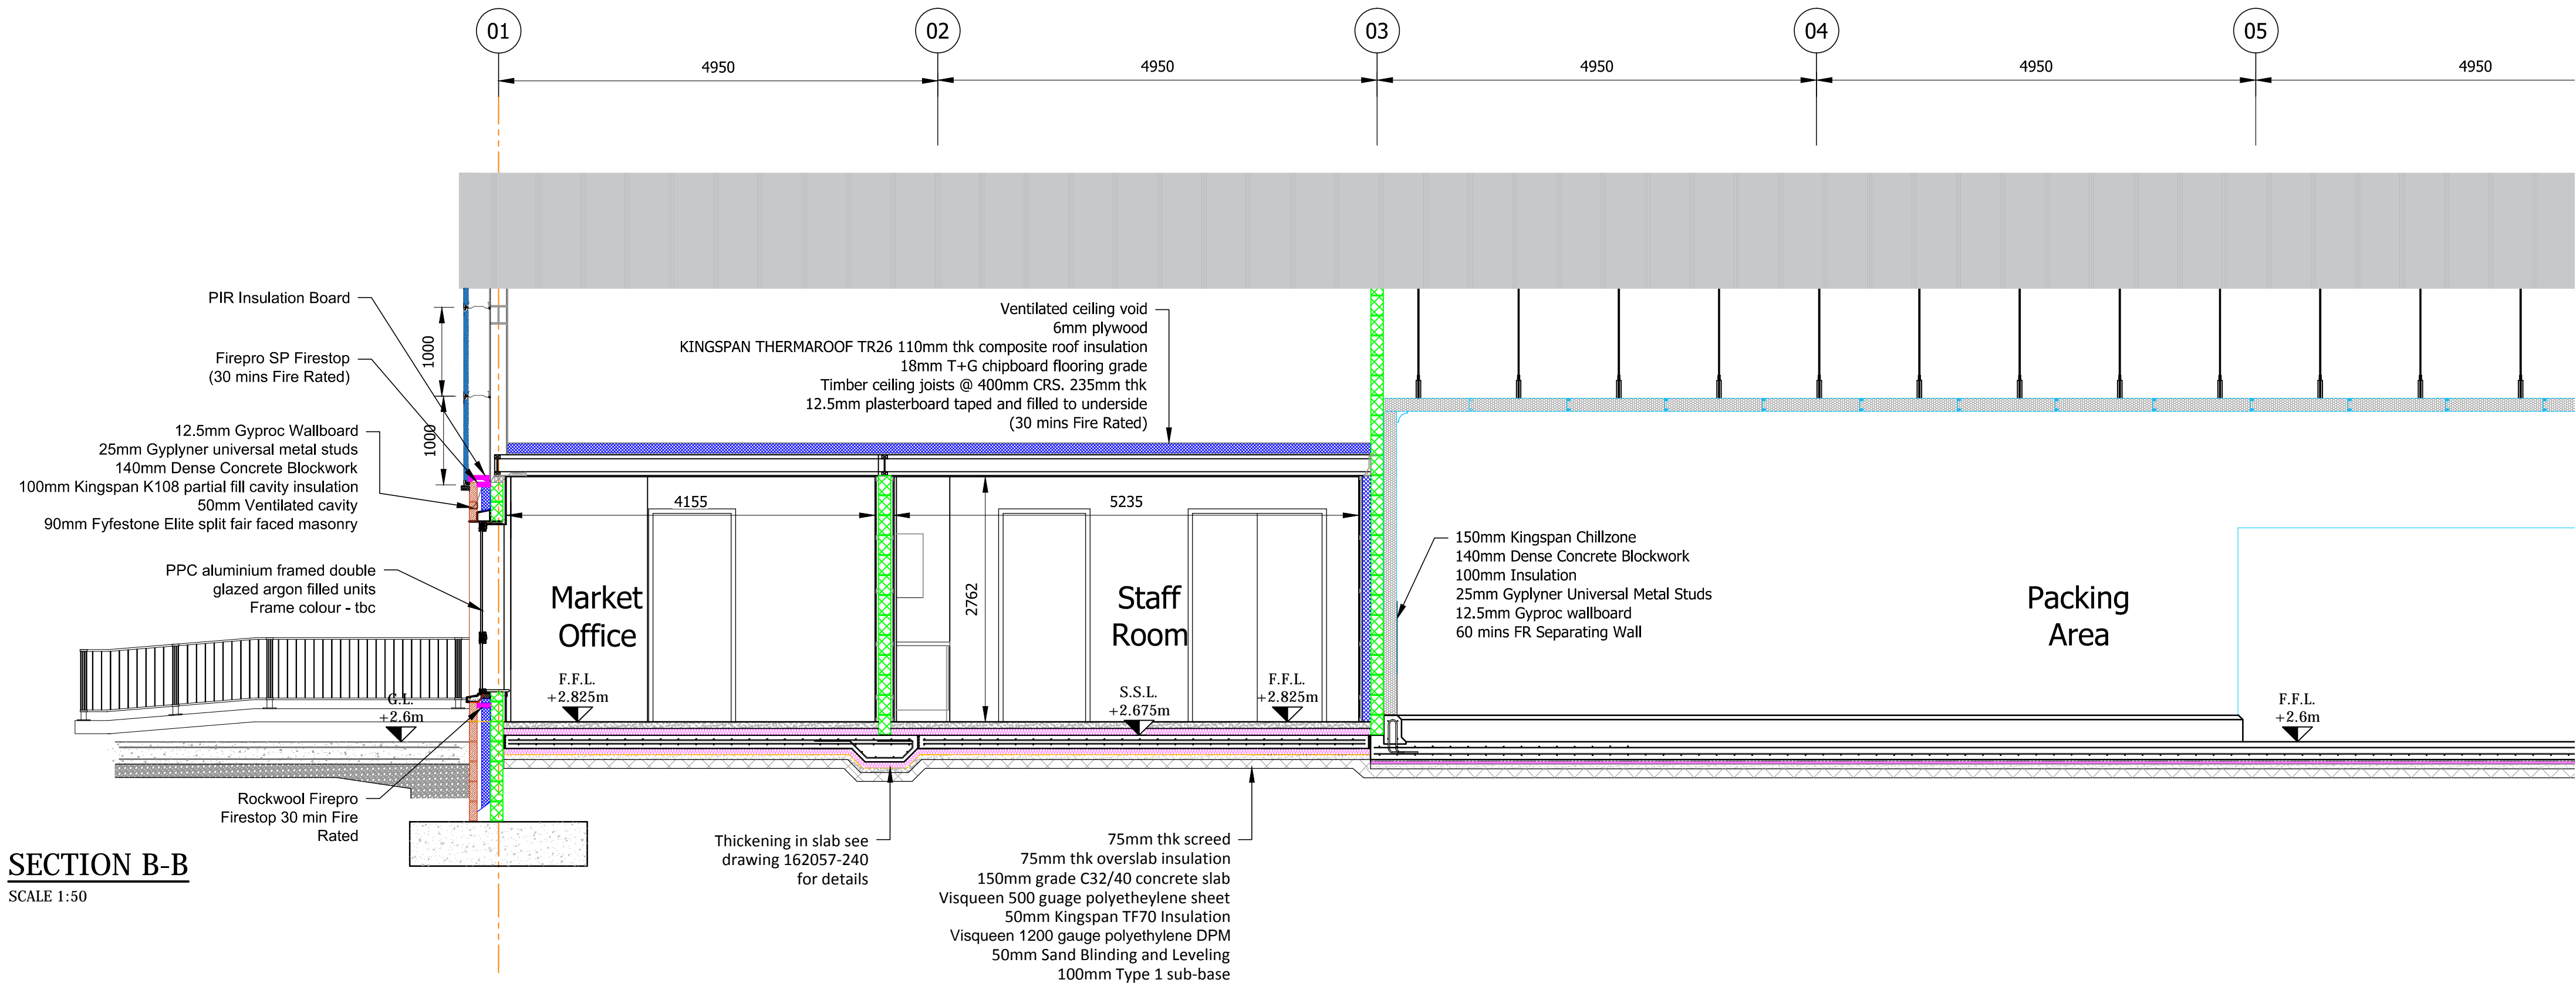 01
02
03
04
05
4950
4950
4950
4950
4950
PIR Insulation Board
Firepro SP Firestop
(30 mins Fire Rated)
1000
1000
12.5mm Gyproc Wallboard
25mm Gyplyner universal metal studs
140mm Dense Concrete Blockwork
100mm Kingspan K108 partial fill cavity insulation
50mm Ventilated cavity
90mm Fyfestone Elite split fair faced masonry
PPC aluminium framed double
glazed argon filled units
Frame colour - tbc
Ventilated ceiling void
6mm plywood
KINGSPAN THERMAROOF TR26 110mm thk composite roof insulation
18mm T+G chipboard flooring grade
Timber ceiling joists @ 400mm CRS. 235mm thk
12.5mm plasterboard taped and filled to underside
(30 mins Fire Rated)
4155
5235
2762
Market
Office
Staff
Room
150mm Kingspan Chillzone
140mm Dense Concrete Blockwork
100mm Insulation
25mm Gyplyner Universal Metal Studs
12.5mm Gyproc wallboard
60 mins FR Separating Wall
Packing
Area
G.L.
+2.6m
F.F.L.
+2.825m
S.S.L.
+2.675m
F.F.L.
+2.825m
F.F.L.
+2.6m
Rockwool Firepro
Firestop 30 min Fire
Rated
Thickening in slab see
drawing 162057-240
for details
75mm thk screed
75mm thk overslab insulation
150mm grade C32/40 concrete slab
Visqueen 500 guage polyetheylene sheet
50mm Kingspan TF70 Insulation
Visqueen 1200 gauge polyethylene DPM
50mm Sand Blinding and Leveling
100mm Type 1 sub-base
SECTION B-B
SCALE 1:50